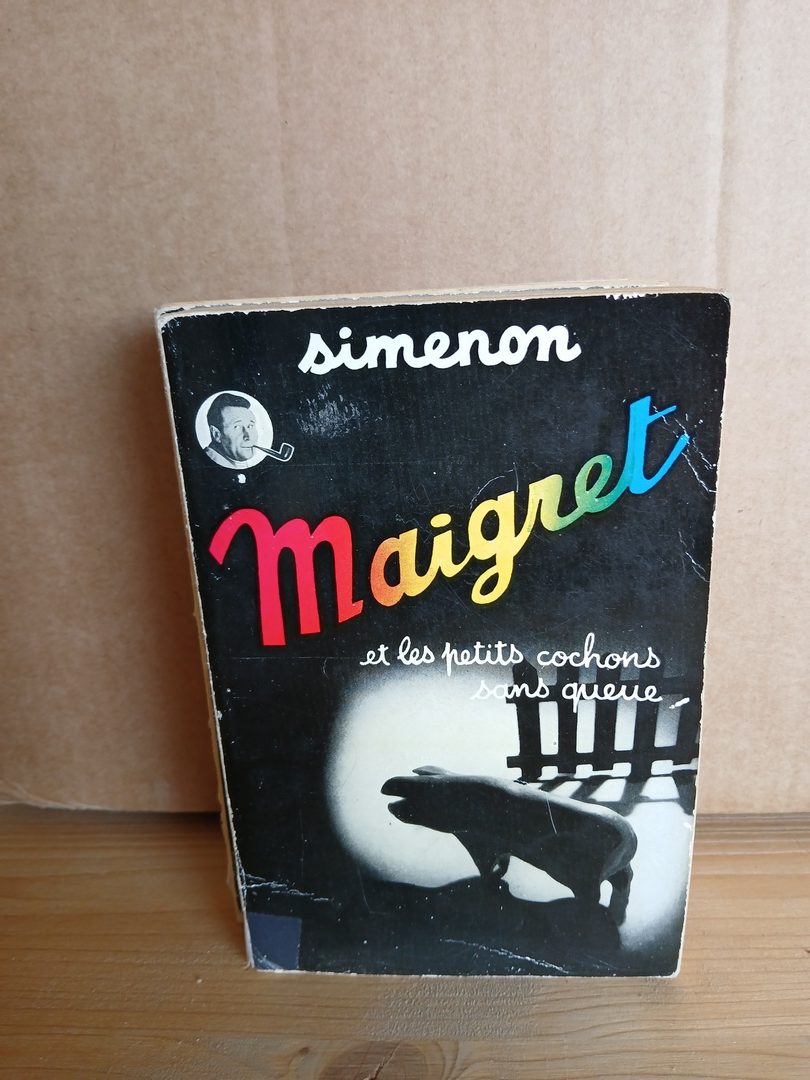 simenon
Maigret
et les petits cochons
sans queue